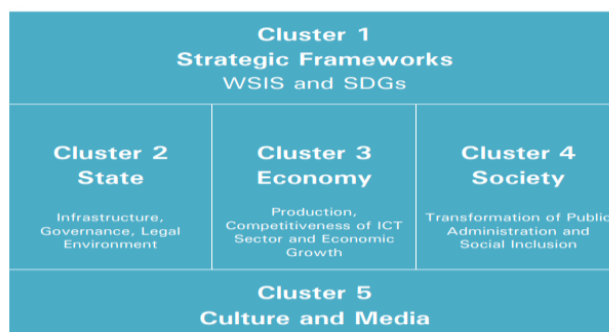 Cluster 1
Strategic Frameworks
WSIS and SDGs
Cluster 2
State
Infrastructure,
Governance, Legal
Environment
Cluster 3
Economy
Production,
Competitiveness of ICT
Sector and Economic
Growth
Cluster 4
Society
Transformation of Public
Administration and
Social Inclusion
Cluster 5
Culture and Media